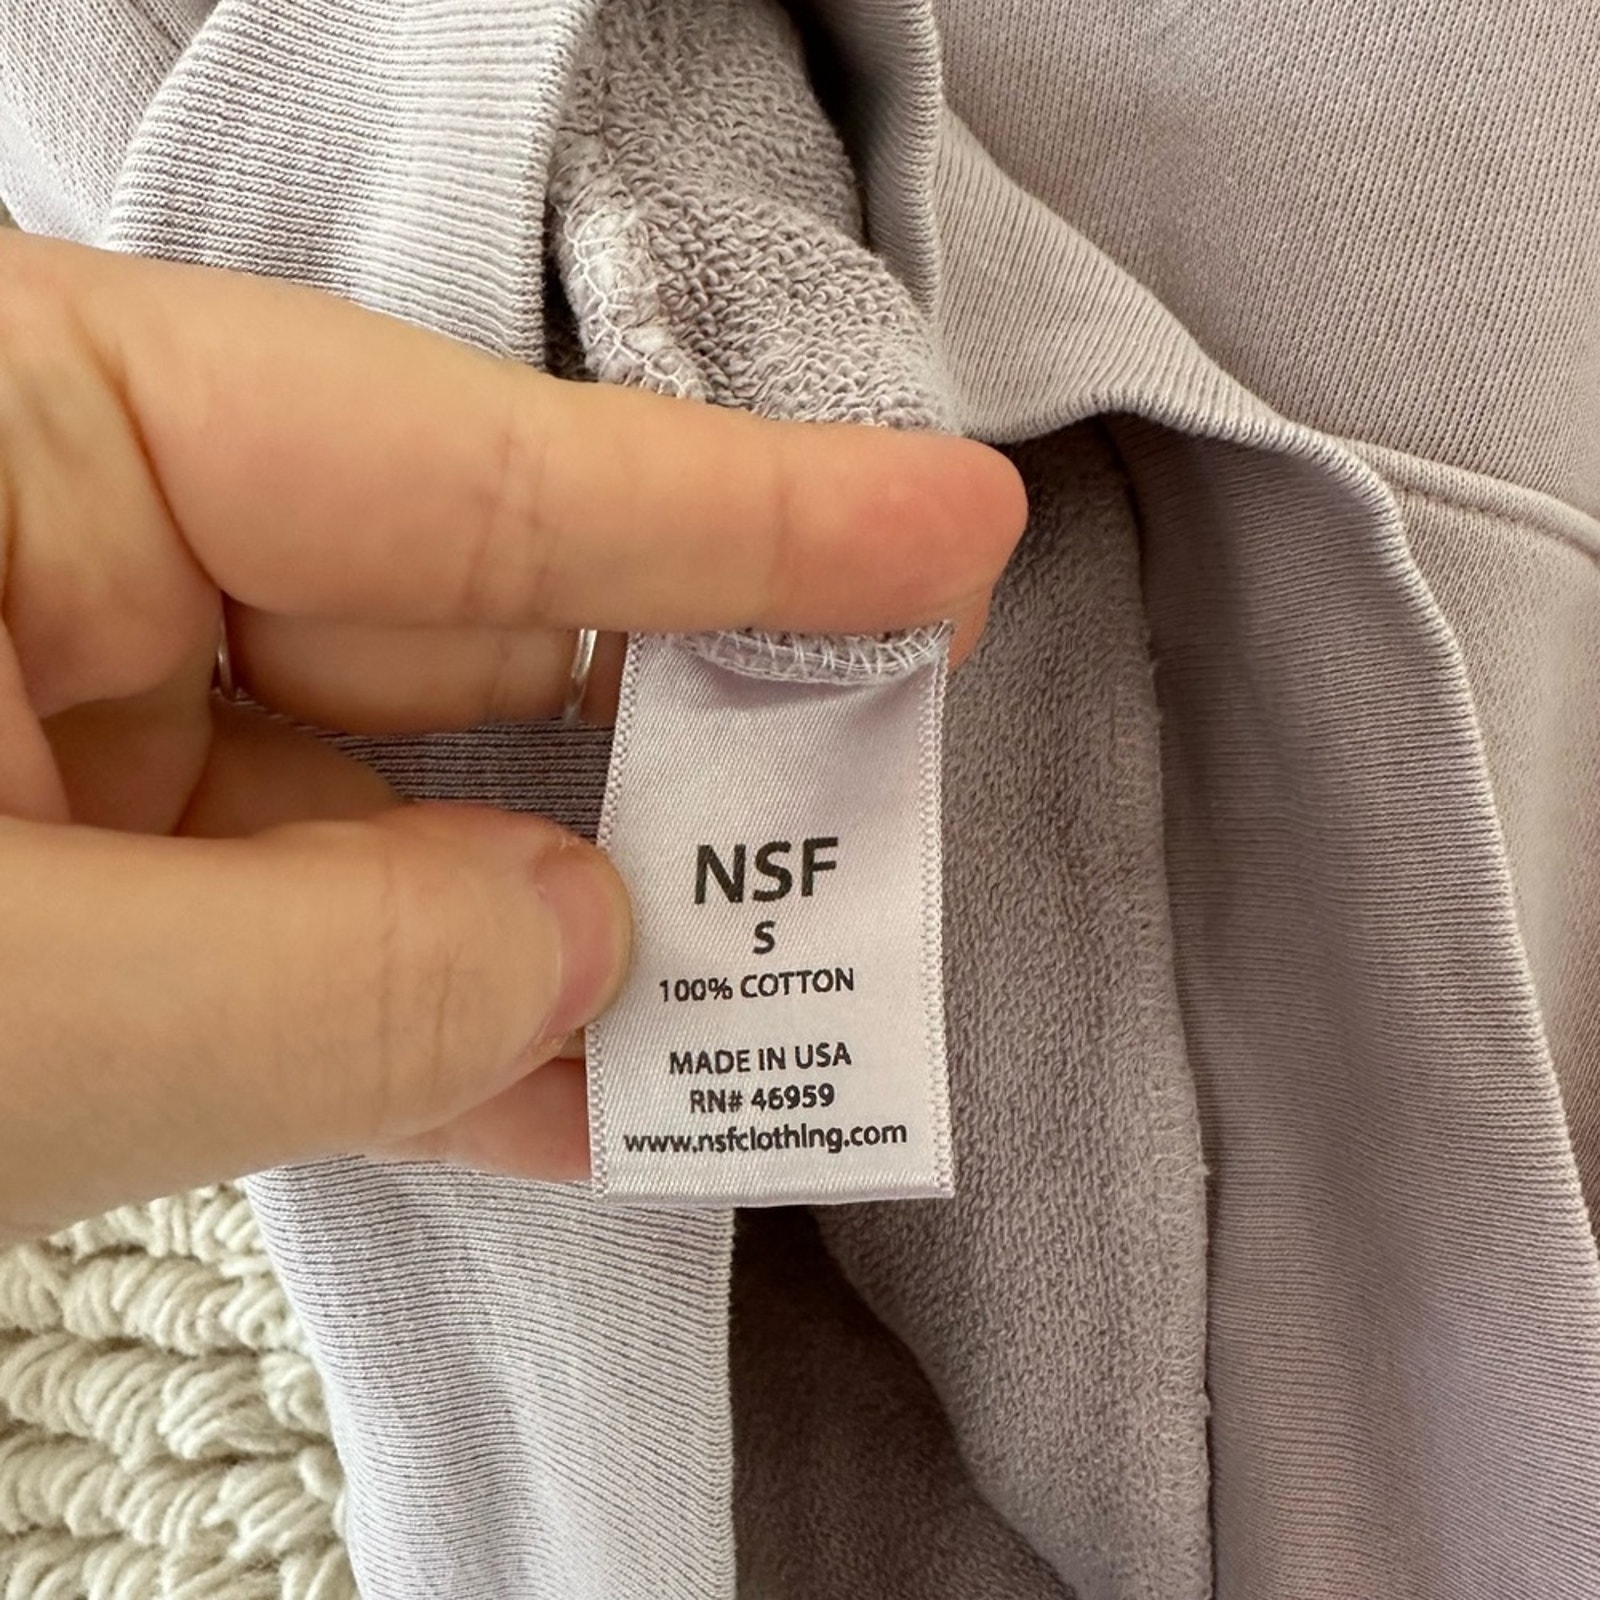 NSF
S
100% COTTON
MADE IN USA
RN# 46959
www.nsfclothing.com